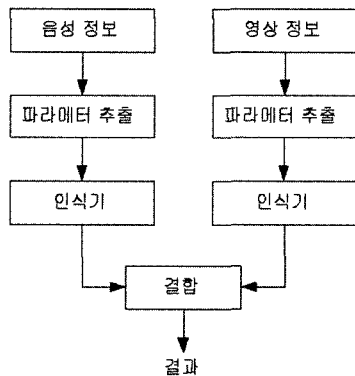 음성 정보
영상 정보
파라메터 추출
파라메터 추출
인식기
인식기
결합
결과